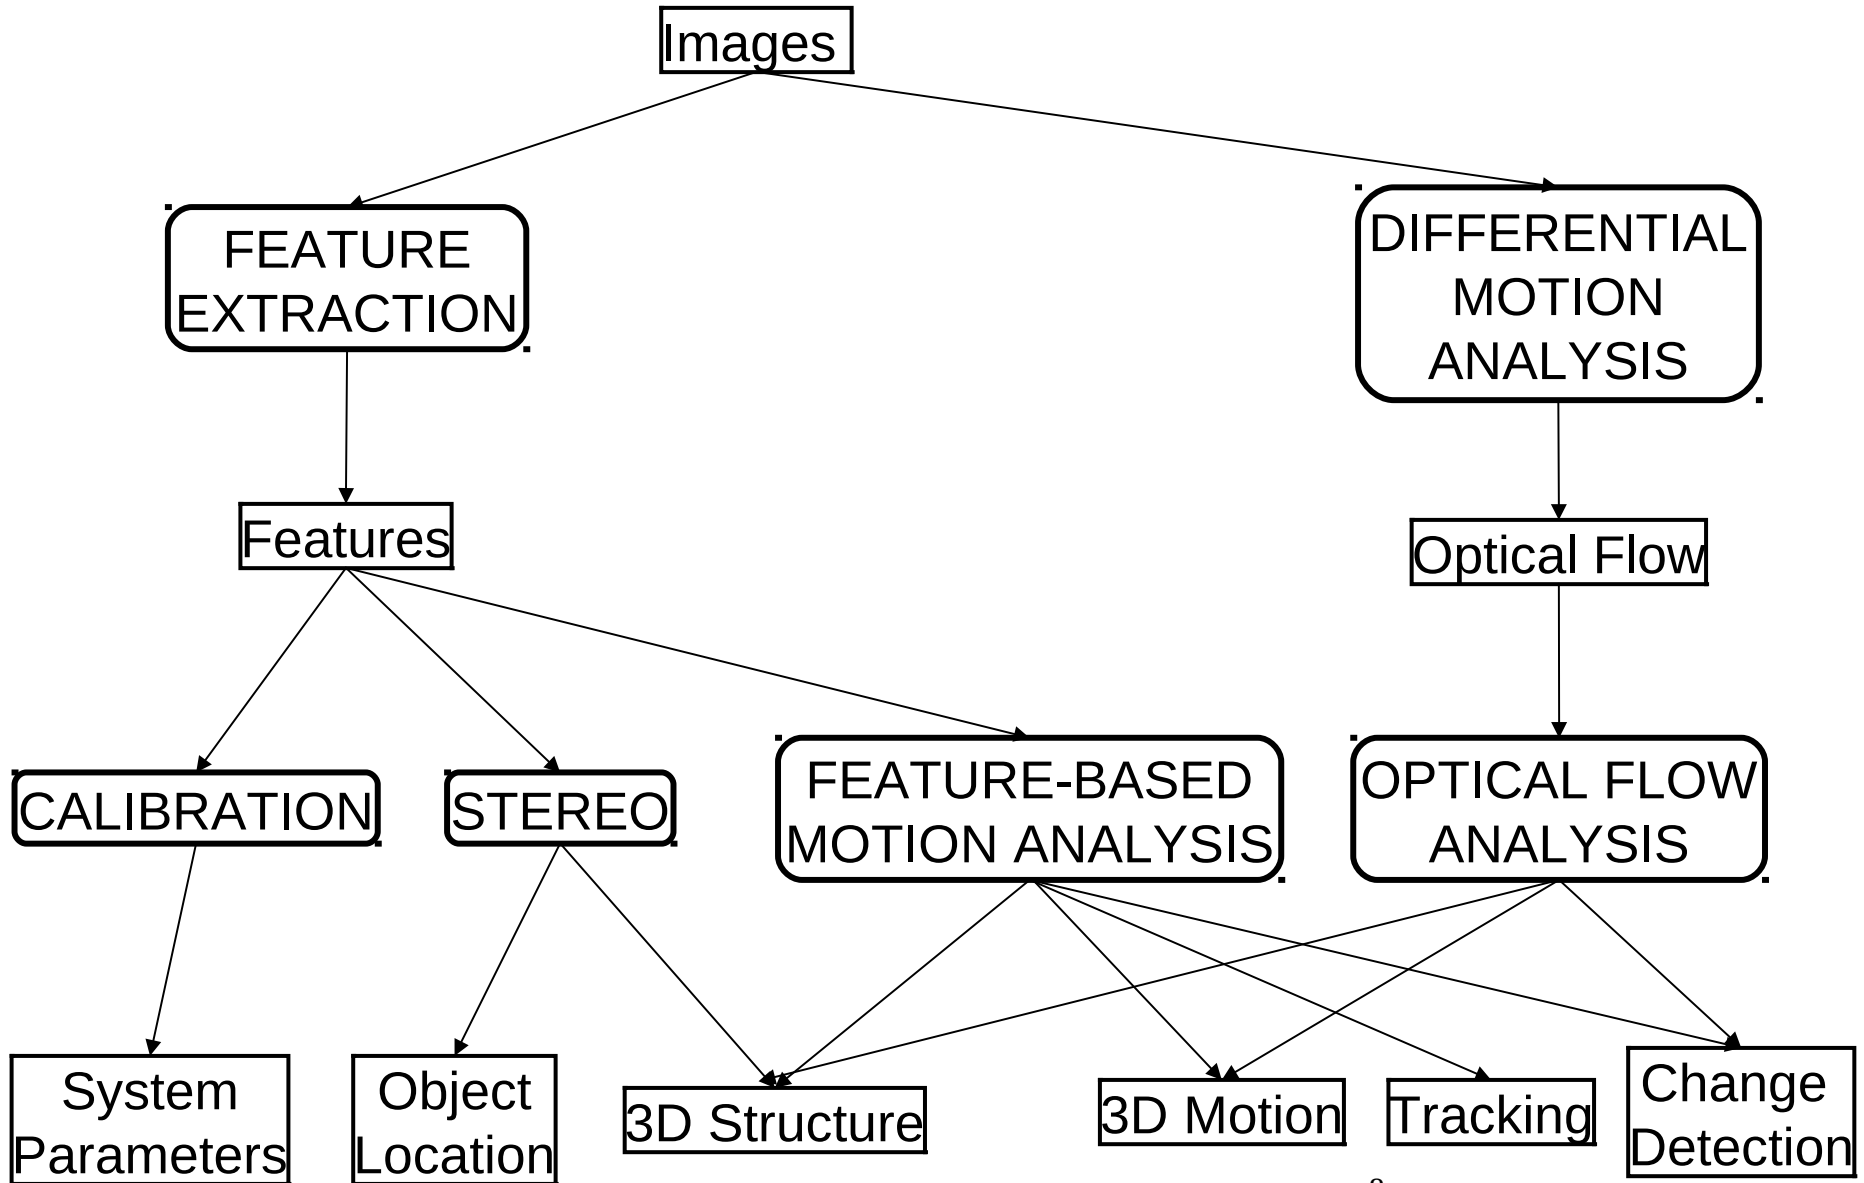 Images
FEATURE
EXTRACTION
DIFFERENTIAL
MOTION
ANALYSIS
Features
Optical Flow
CALIBRATION
STEREO
FEATURE-BASED
MOTION ANALYSIS
OPTICAL FLOW
ANALYSIS
System
Parameters
Object
Location
3D Structure
3D Motion
Tracking
Change
Detection